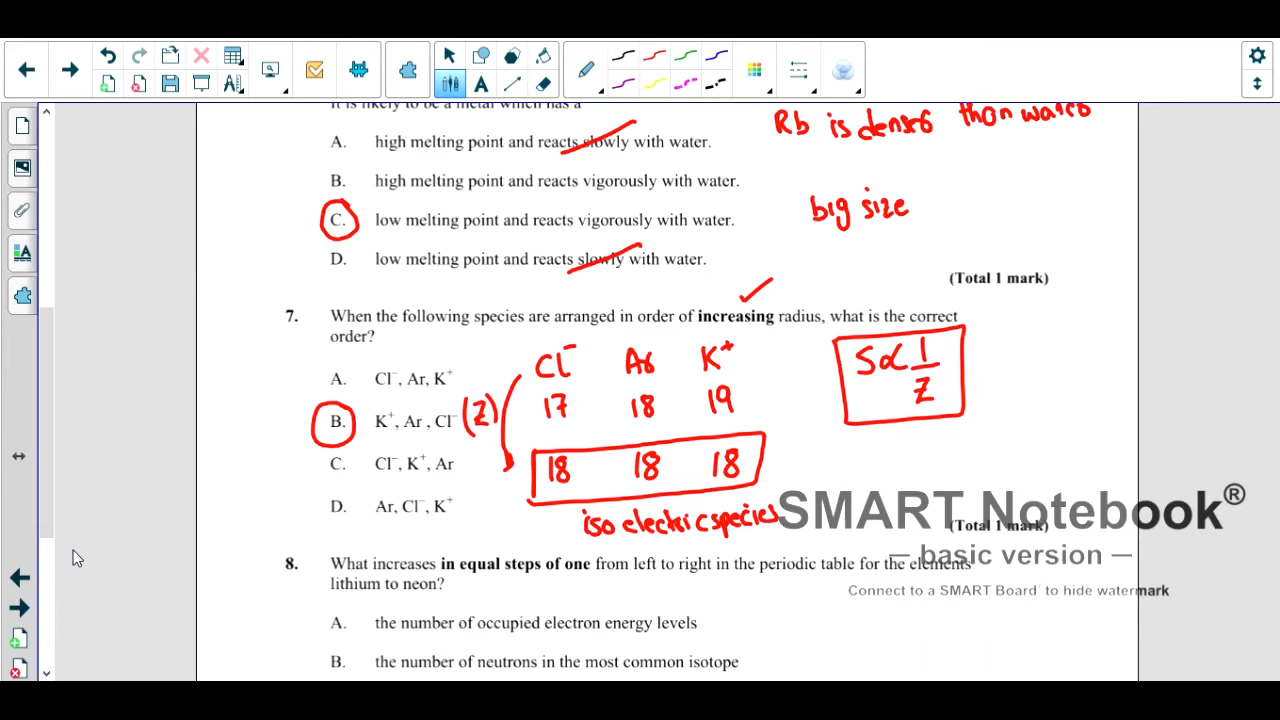 It is likely to be a metal which has a
Rb is denser than water
A. high melting point and reacts slowly with water.
B. high melting point and reacts vigorously with water.
big size
C. low melting point and reacts vigorously with water.
D. low melting point and reacts slowly with water.
(Total 1 mark)
7. When the following species are arranged in order of increasing radius, what is the correct
order?
Cl⁻ Ar K⁺
S∝ 1/Z
A. Cl⁻, Ar, K⁺
17 18 19
B. K⁺, Ar , Cl⁻ (Z)
C. Cl⁻, K⁺, Ar
18 18 18
D. Ar, Cl⁻, K⁺
iso electric species
SMART Notebook®
(Total 1 mark)
— basic version —
8. What increases in equal steps of one from left to right in the periodic table for the elements
lithium to neon?
Connect to a SMART Board to hide watermark
A. the number of occupied electron energy levels
B. the number of neutrons in the most common isotope